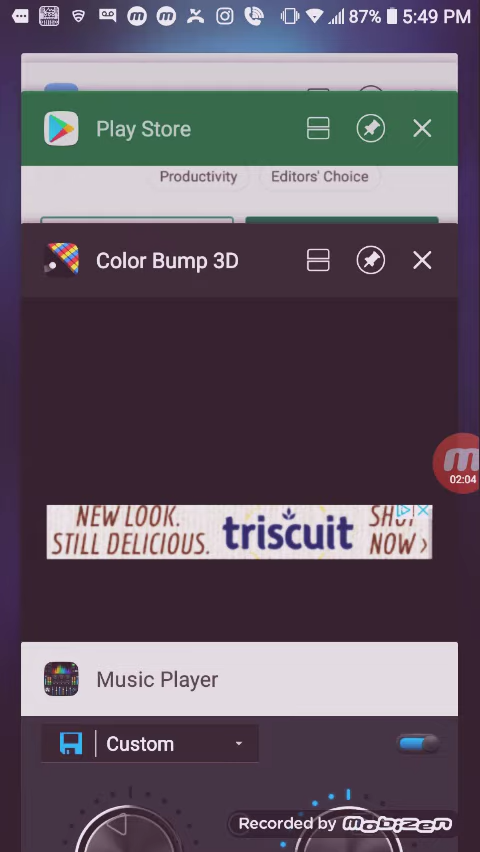 87% 5:49 PM
Play Store
Productivity
Editors' Choice
Color Bump 3D
02:04
NEW LOOK.
STILL DELICIOUS.
triscuit
NOW
Music Player
Custom
Recorded by mobizen